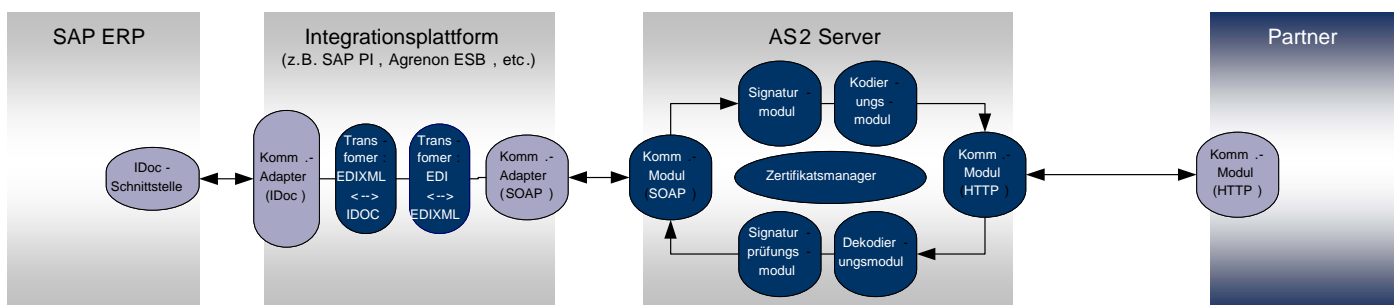 SAP ERP
Integrationsplattform
(z.B. SAP PI , Agrenon ESB , etc.)
AS2 Server
Partner
IDoc -
Schnittstelle
Komm .-
Adapter
(IDoc )
Trans -
fomer :
EDIXML
<-->
IDOC
Trans -
fomer :
EDI
<-->
EDIXML
Komm .-
Adapter
(SOAP )
Komm .-
Modul
(SOAP )
Signatur -
modul
Kodier -
ungs -
modul
Zertifikatsmanager
Signatur -
prüfungs -
modul
Dekodier -
ungsmodul
Komm .-
Modul
(HTTP )
Komm .-
Modul
(HTTP )